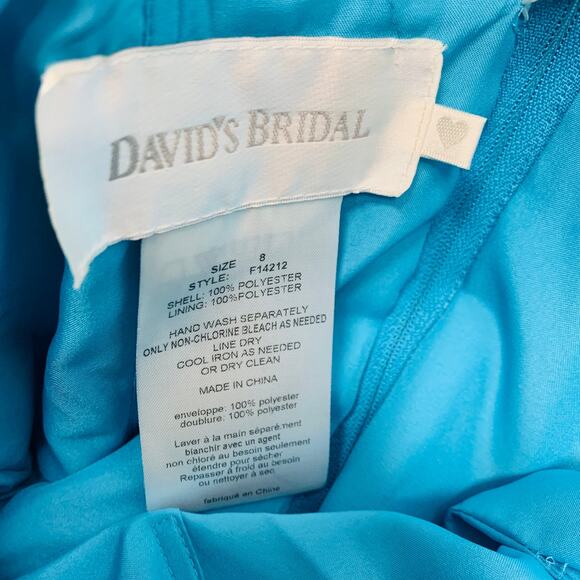 DAVID'S BRIDAL
SIZE 8
STYLE: F14212
SHELL: 100% POLYESTER
LINING: 100%POLYESTER
HAND WASH SEPARATELY
ONLY NON-CHLORINE BLEACH AS NEEDED
LINE DRY
COOL IRON AS NEEDED
OR DRY CLEAN
MADE IN CHINA
enveloppe: 100% polyester
doublure: 100% polyester
Laver à la main séparément
blanchir avec un agent
non chloré au besoin seulement
étendre pour sécher
Repasser à froid au besoin
ou nettoyer à sec
fabriqué en Chine